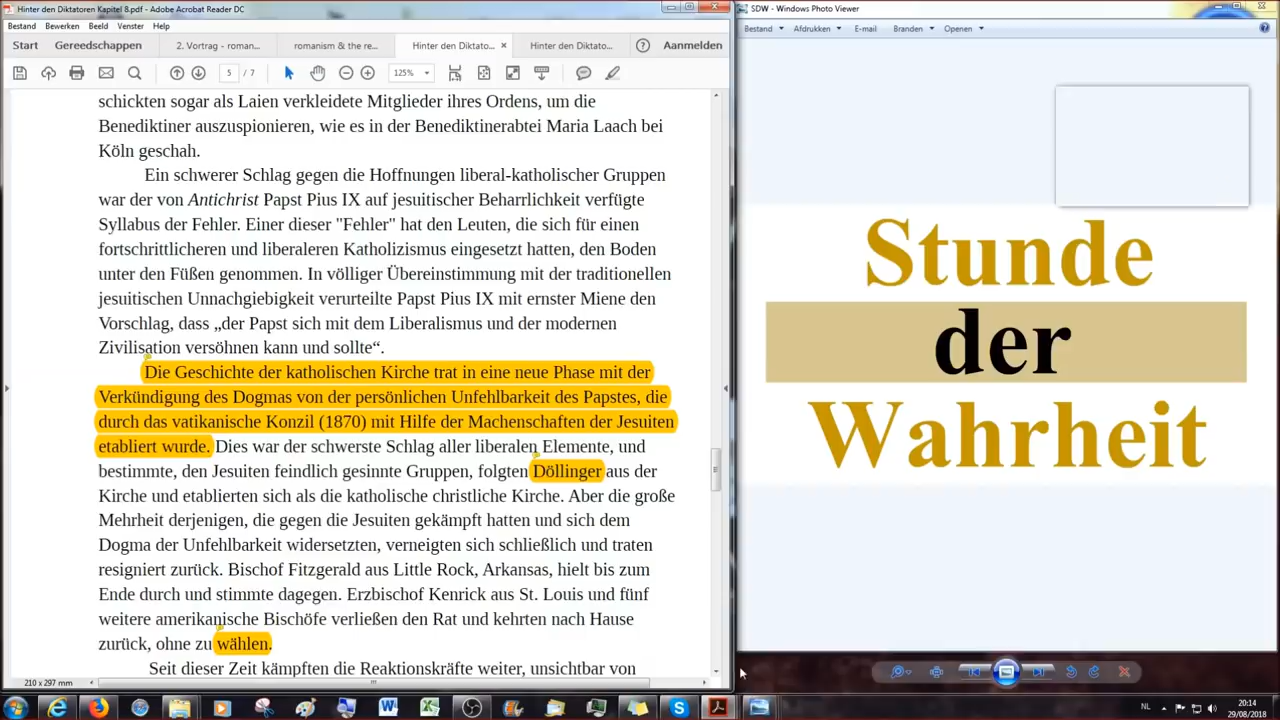 Hinter den Diktatoren Kapitel 8.pdf - Adobe Acrobat Reader DC
Bestand Bewerken Beeld Venster Help
Start Gereedschappen 2. Vortrag - roman... romanism & the re... Hinter den Diktato... × Hinter den Diktato... Anmelden
5 / 7 125%
schickten sogar als Laien verkleidete Mitglieder ihres Ordens, um die
Benediktiner auszuspionieren, wie es in der Benediktinerabtei Maria Laach bei
Köln geschah.
Ein schwerer Schlag gegen die Hoffnungen liberal-katholischer Gruppen
war der von Antichrist Papst Pius IX auf jesuitischer Beharrlichkeit verfügte
Syllabus der Fehler. Einer dieser "Fehler" hat den Leuten, die sich für einen
fortschrittlicheren und liberaleren Katholizismus eingesetzt hatten, den Boden
unter den Füßen genommen. In völliger Übereinstimmung mit der traditionellen
jesuitischen Unnachgiebigkeit verurteilte Papst Pius IX mit ernster Miene den
Vorschlag, dass „der Papst sich mit dem Liberalismus und der modernen
Zivilisation versöhnen kann und sollte“.
Die Geschichte der katholischen Kirche trat in eine neue Phase mit der
Verkündigung des Dogmas von der persönlichen Unfehlbarkeit des Papstes, die
durch das vatikanische Konzil (1870) mit Hilfe der Machenschaften der Jesuiten
etabliert wurde. Dies war der schwerste Schlag aller liberalen Elemente, und
bestimmte, den Jesuiten feindlich gesinnte Gruppen, folgten Döllinger aus der
Kirche und etablierten sich als die katholische christliche Kirche. Aber die große
Mehrheit derjenigen, die gegen die Jesuiten gekämpft hatten und sich dem
Dogma der Unfehlbarkeit widersetzten, verneigten sich schließlich und traten
resigniert zurück. Bischof Fitzgerald aus Little Rock, Arkansas, hielt bis zum
Ende durch und stimmte dagegen. Erzbischof Kenrick aus St. Louis und fünf
weitere amerikanische Bischöfe verließen den Rat und kehrten nach Hause
zurück, ohne zu wählen.
Seit dieser Zeit kämpften die Reaktionskräfte weiter, unsichtbar von
210 x 297 mm
SDW - Windows Photo Viewer
Bestand Afdrukken E-mail Branden Openen
Stunde
der
Wahrheit
NL 20:14
29/08/2018